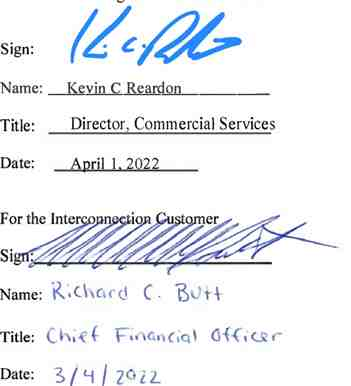 Sign:
Name: Kevin C Reardon
Title: Director, Commercial Services
Date: April 1, 2022
For the Interconnection Customer
Sign:
Name: Richard C. Butt
Title: Chief Financial Officer
Date: 3/4/2022